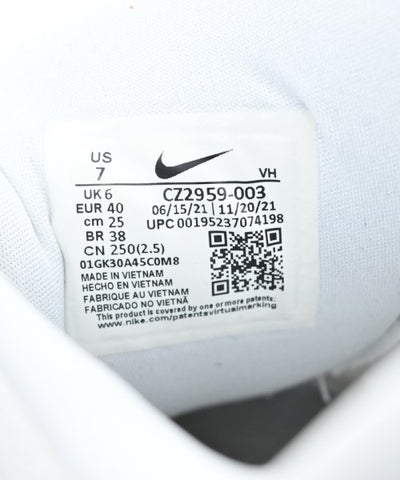 US
7
VH
UK 6
CZ2959-003
EUR 40
06/15/21 | 11/20/21
cm 25
UPC 00195237074198
BR 38
CN 250(2.5)
01GK30A45C0M8
MADE IN VIETNAM
HECHO EN VIETNAM
FABRIQUE AU VIETNAM
FABRICADO NO VIETNÃ
This product is covered by one or more patents:
www.nike.com/patentsvirtualmarking